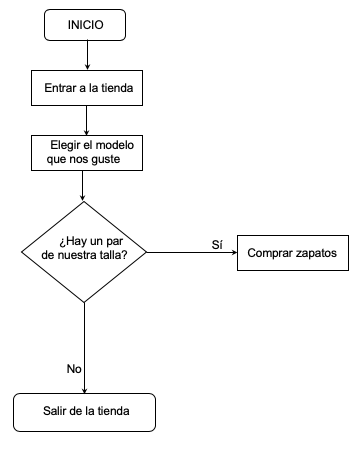 INICIO
Entrar a la tienda
Elegir el modelo
que nos guste
¿Hay un par
de nuestra talla?
Sí
Comprar zapatos
No
Salir de la tienda